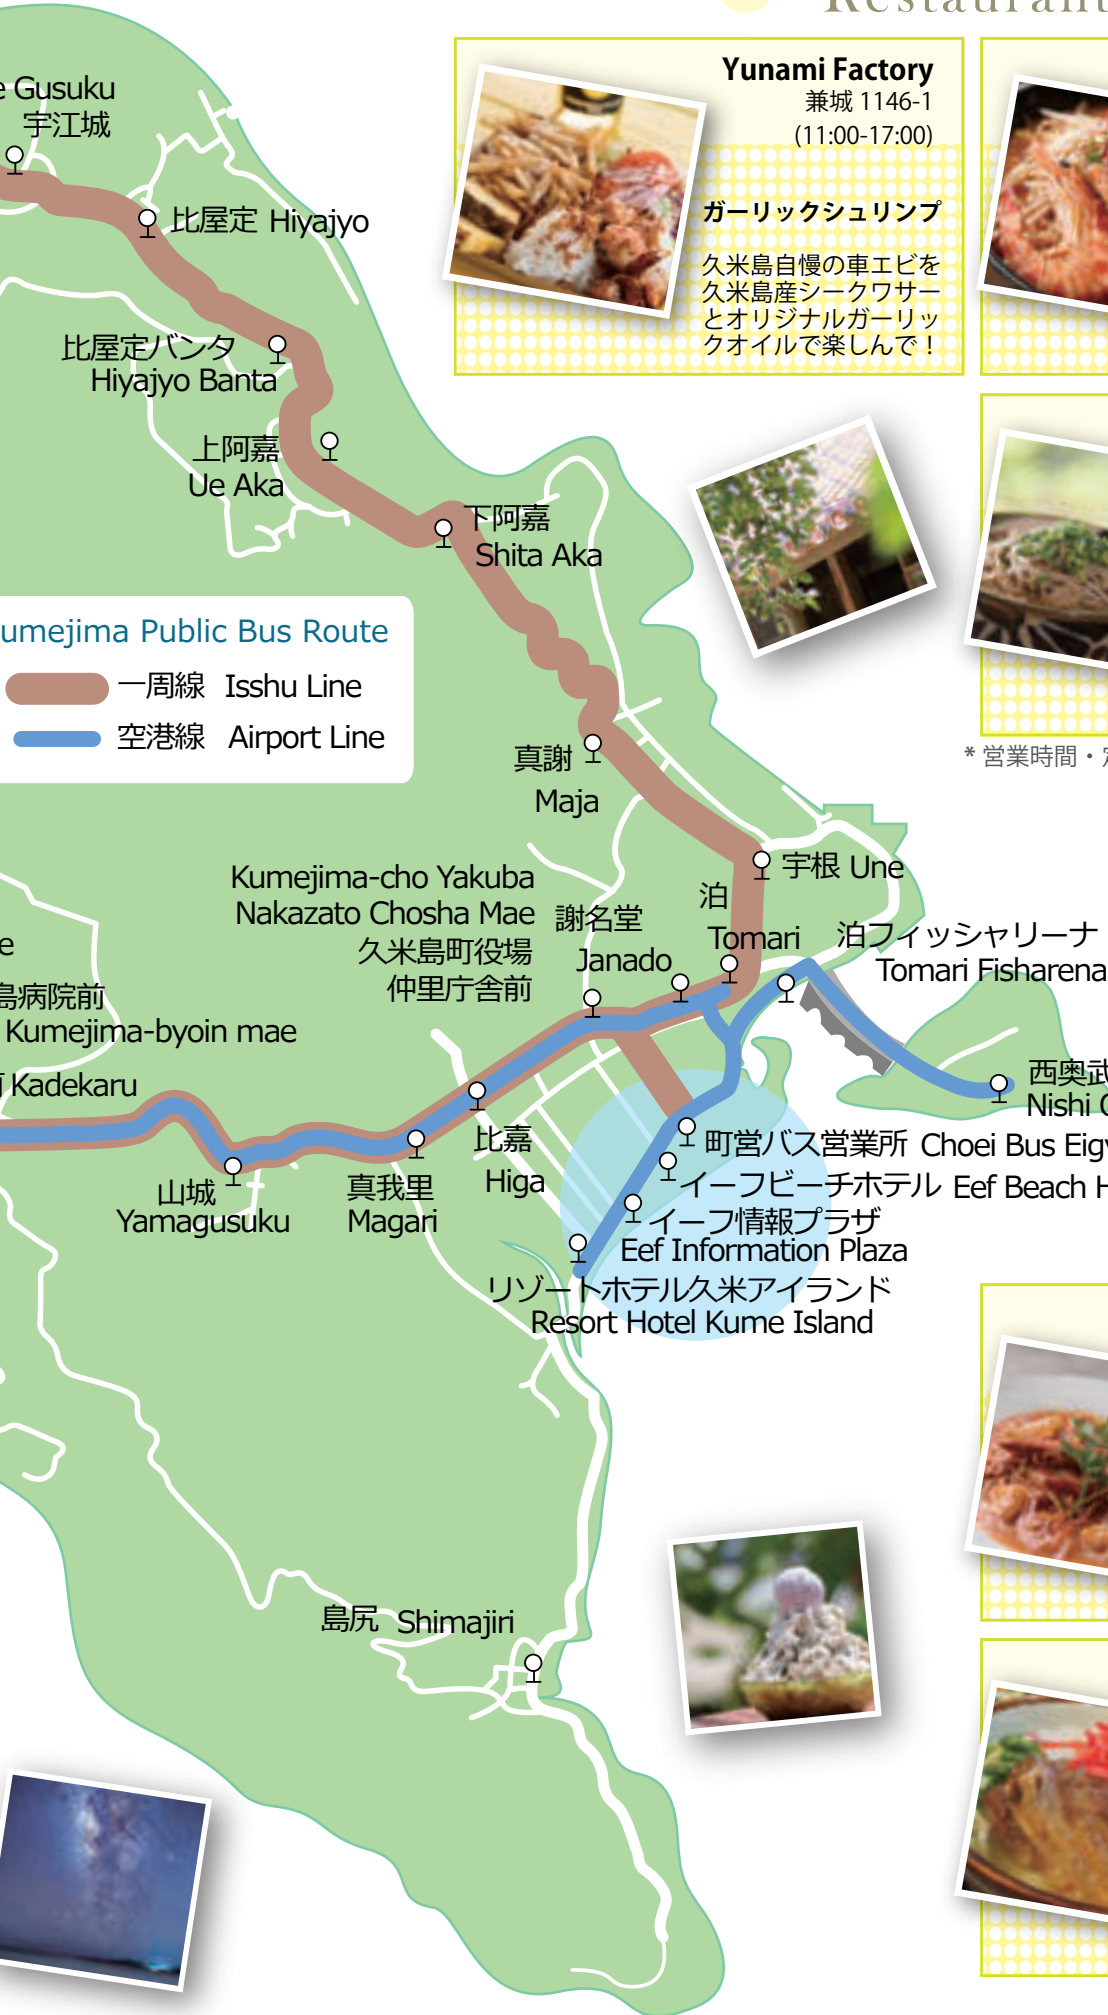 Restaurant
Yunami Factory
兼城 1146-1
(11:00-17:00)
ガーリックシュリンプ
久米島自慢の車エビを
久米島産シークワサー
とオリジナルガーリッ
クオイルで楽しんで！
e Gusuku
宇江城
比屋定 Hiyajyo
比屋定バンタ
Hiyajyo Banta
上阿嘉
Ue Aka
下阿嘉
Shita Aka
umejima Public Bus Route
一周線 Isshu Line
空港線 Airport Line
真謝
Maja
* 営業時間・定
宇根 Une
泊
Tomari
泊フィッシャリーナ
Tomari Fisharena
Kumejima-cho Yakuba
Nakazato Chosha Mae
久米島町役場
仲里庁舎前
謝名堂
Janado
e
島病院前
Kumejima-byoin mae
Kadekaru
西奥武
Nishi O
比嘉
Higa
真我里
Magari
山城
Yamagusuku
町営バス営業所 Choei Bus Eigy
イーフビーチホテル Eef Beach H
イーフ情報プラザ
Eef Information Plaza
リゾートホテル久米アイランド
Resort Hotel Kume Island
島尻 Shimajiri